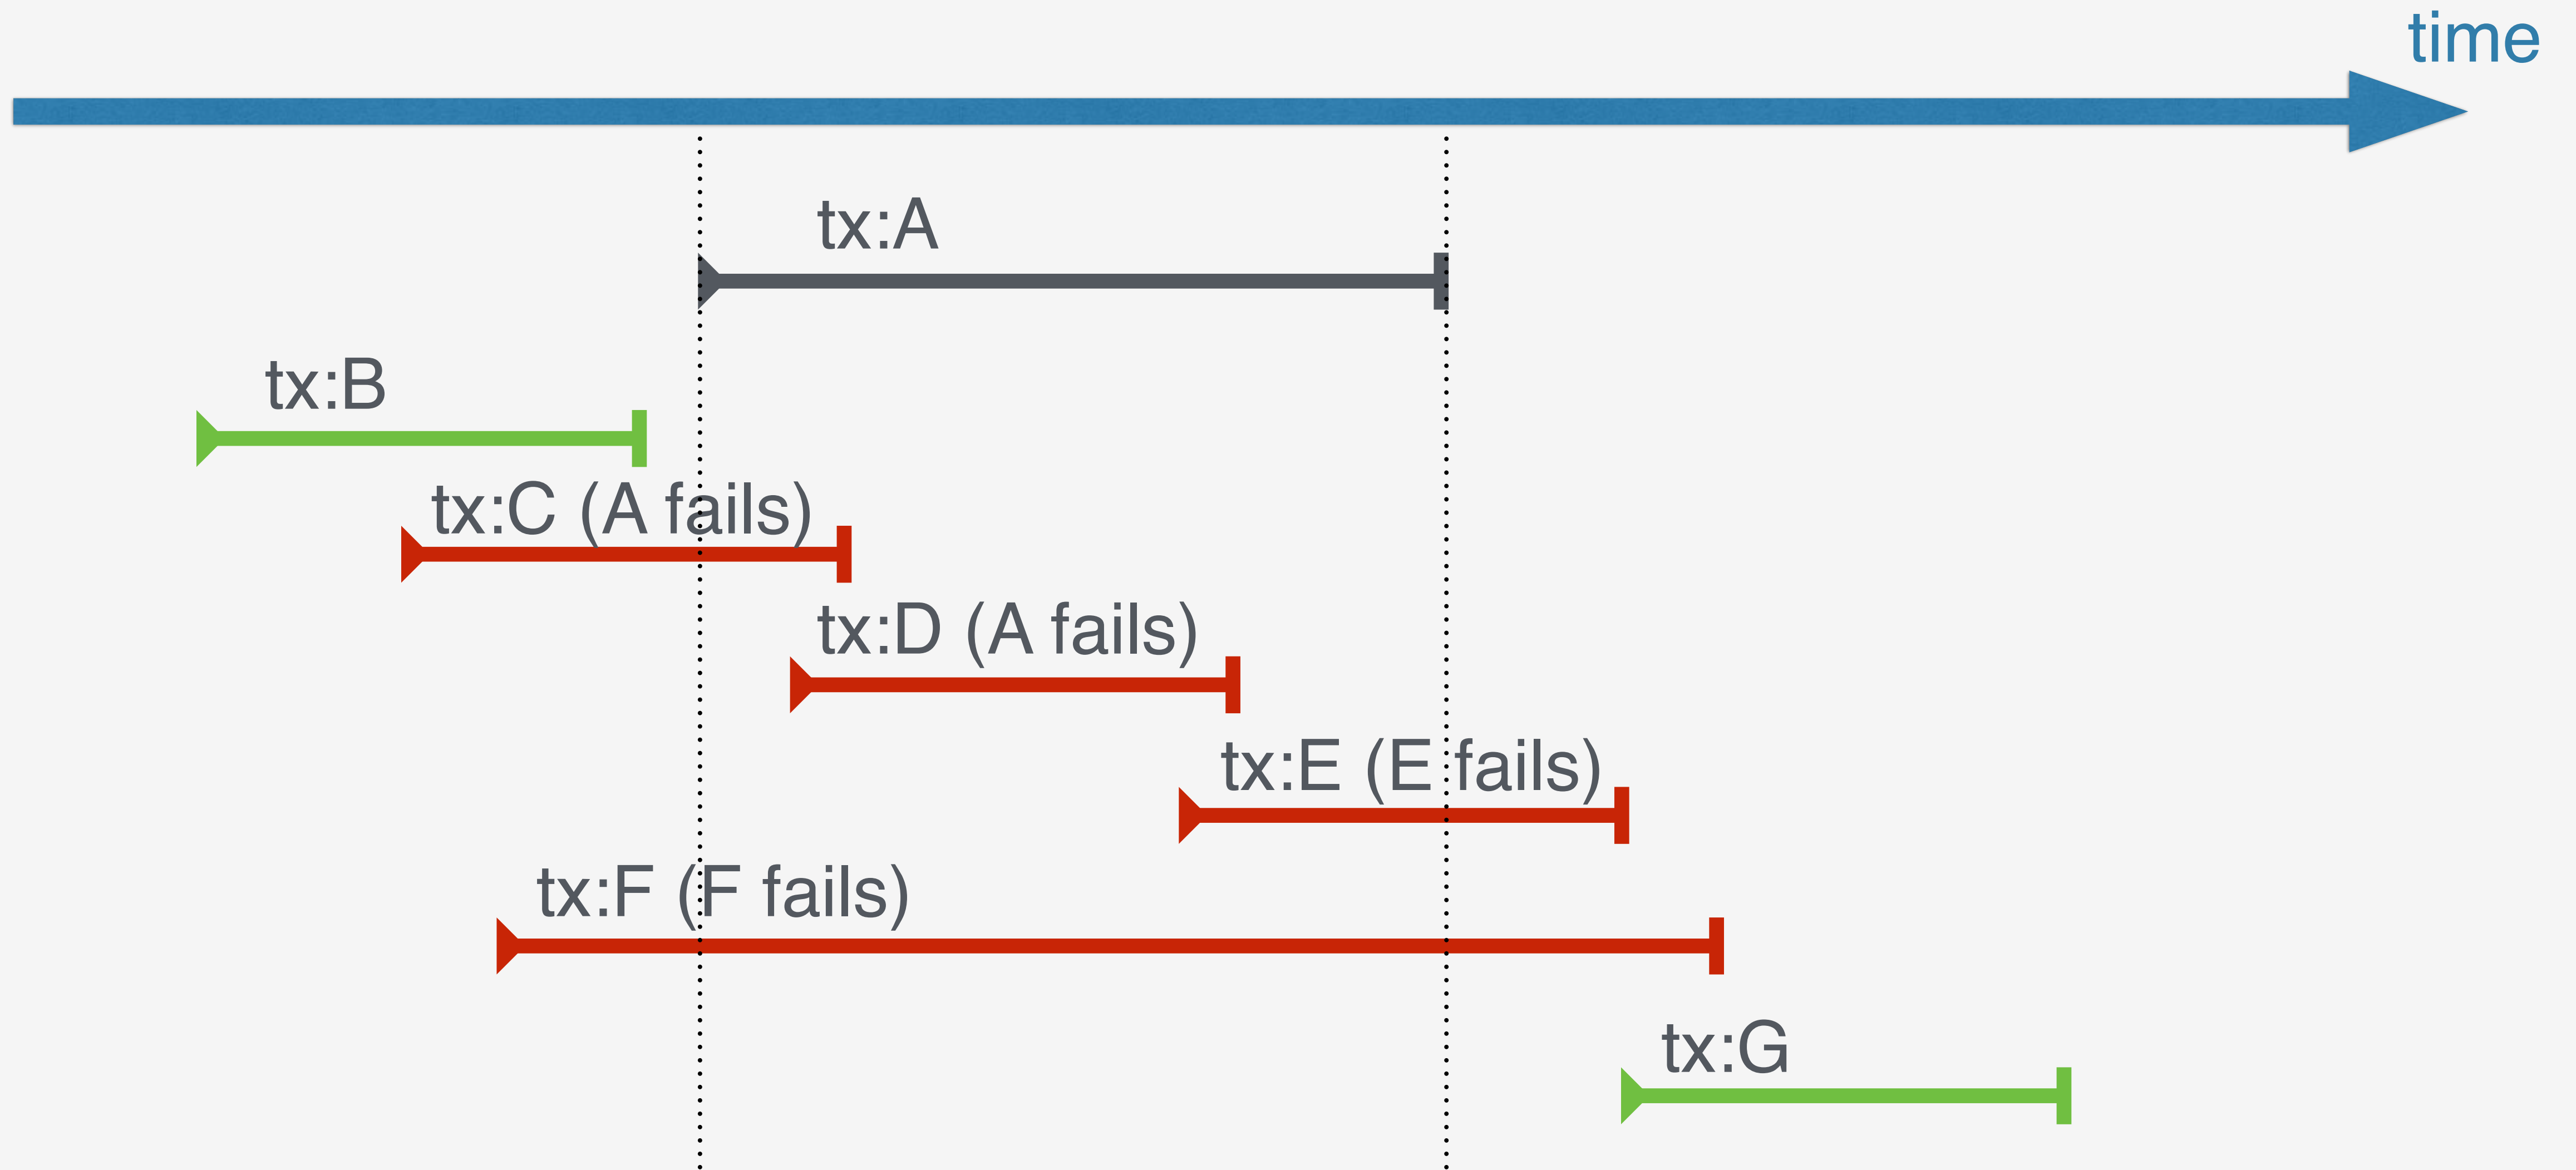 time
tx:A
tx:B
tx:C (A fails)
tx:D (A fails)
tx:E (E fails)
tx:F (F fails)
tx:G